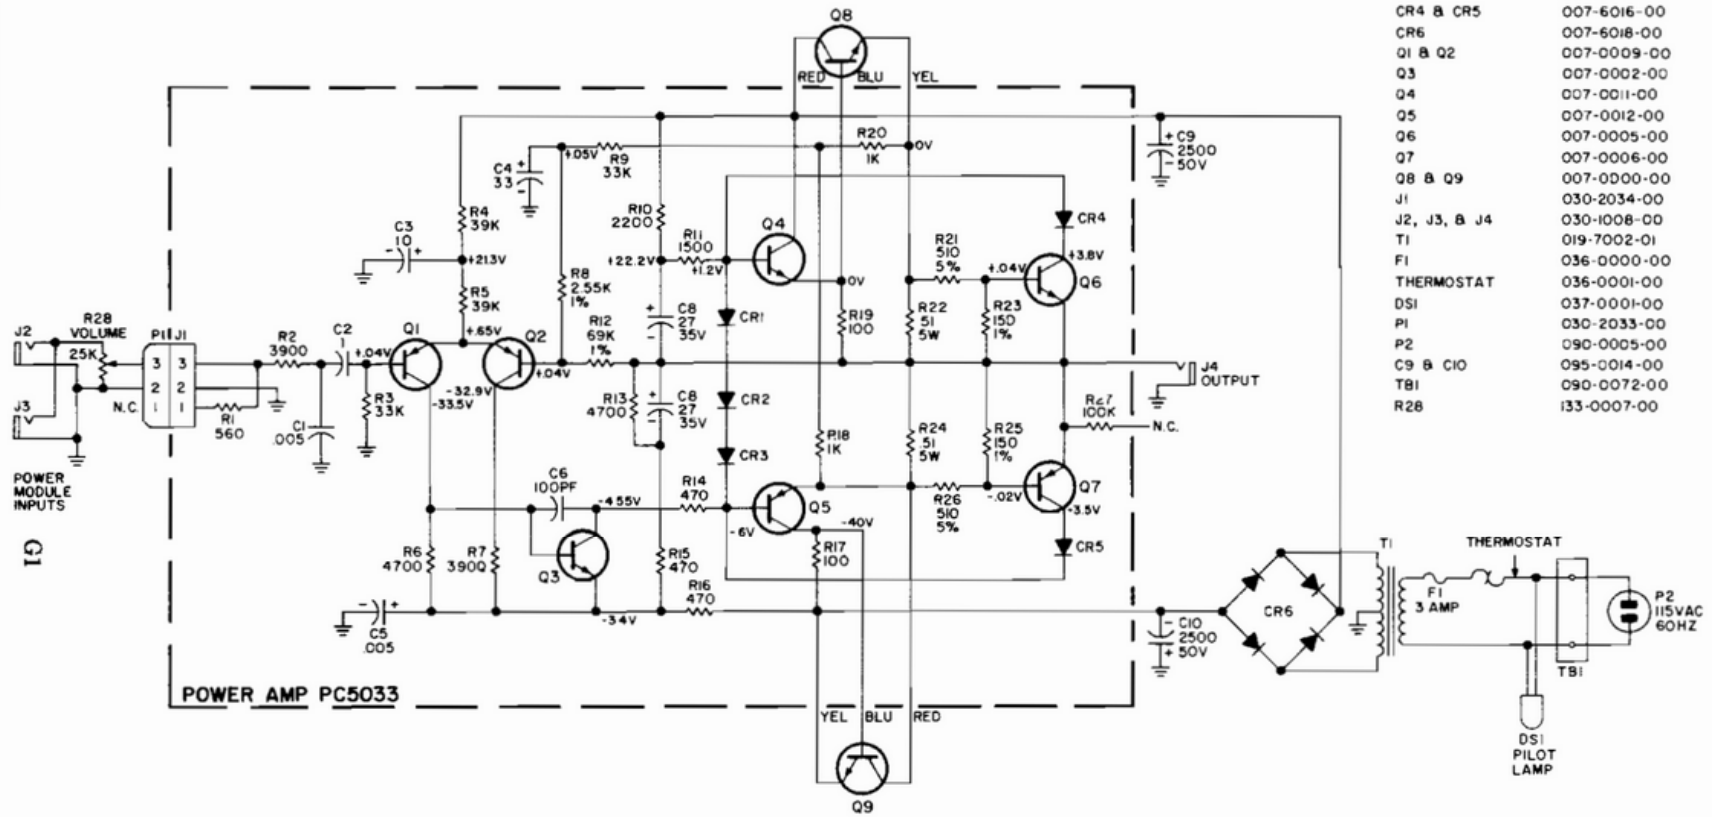 Q8
CR4 & CR5 007-6016-00
CR6 007-6018-00
Q1 & Q2 007-0009-00
Q3 007-0002-00
Q4 007-0011-00
Q5 007-0012-00
Q6 007-0005-00
Q7 007-0006-00
Q8 & Q9 007-0000-00
J1 030-2034-00
J2, J3, & J4 030-1008-00
T1 019-7002-01
F1 036-0000-00
THERMOSTAT 036-0001-00
DS1 037-0001-00
P1 030-2033-00
P2 090-0005-00
C9 & C10 095-0014-00
TB1 090-0072-00
R28 133-0007-00
RED BLU YEL
R20
1K
0V
+ C9
2500
- 50V
C4
33
+
-
+.05V
R9
33K
R4
39K
R10
2200
Q4
CR4
C3
10
- +
+21.3V
+22.2V
R11
1500
+1.2V
R21
510
5%
+.04V
+3.8V
Q6
R5
39K
R8
2.55K
1%
0V
J2
R28
VOLUME
25K
P1 J1
3 3
2 2
N.C. 1 1
R2
3900
C2
1
+.04V
Q1
+.65V
Q2
R12
69K
1%
+.04V
+
C8
27
35V
CR1
R19
100
R22
.51
5W
R23
150
1%
J4
OUTPUT
J3
R1
560
C1
.005
R3
33K
-33.5V
-32.9V
R13
4700
C8
27
35V
+
-
CR2
R27
100K
N.C.
CR3
R18
1K
R24
.51
5W
R25
150
1%
POWER
MODULE
INPUTS
G1
C6
100PF
-4.55V
R14
470
-6V
Q5
-40V
R26
510
5%
-.02V
Q7
-3.5V
R6
4700
R7
3900
Q3
R15
470
R17
100
CR5
R16
470
-34V
- +
C5
.005
- C10
2500
+ 50V
CR6
T1
THERMOSTAT
F1
3 AMP
P2
115VAC
60HZ
TB1
DS1
PILOT
LAMP
POWER AMP PC5033
YEL BLU RED
Q9